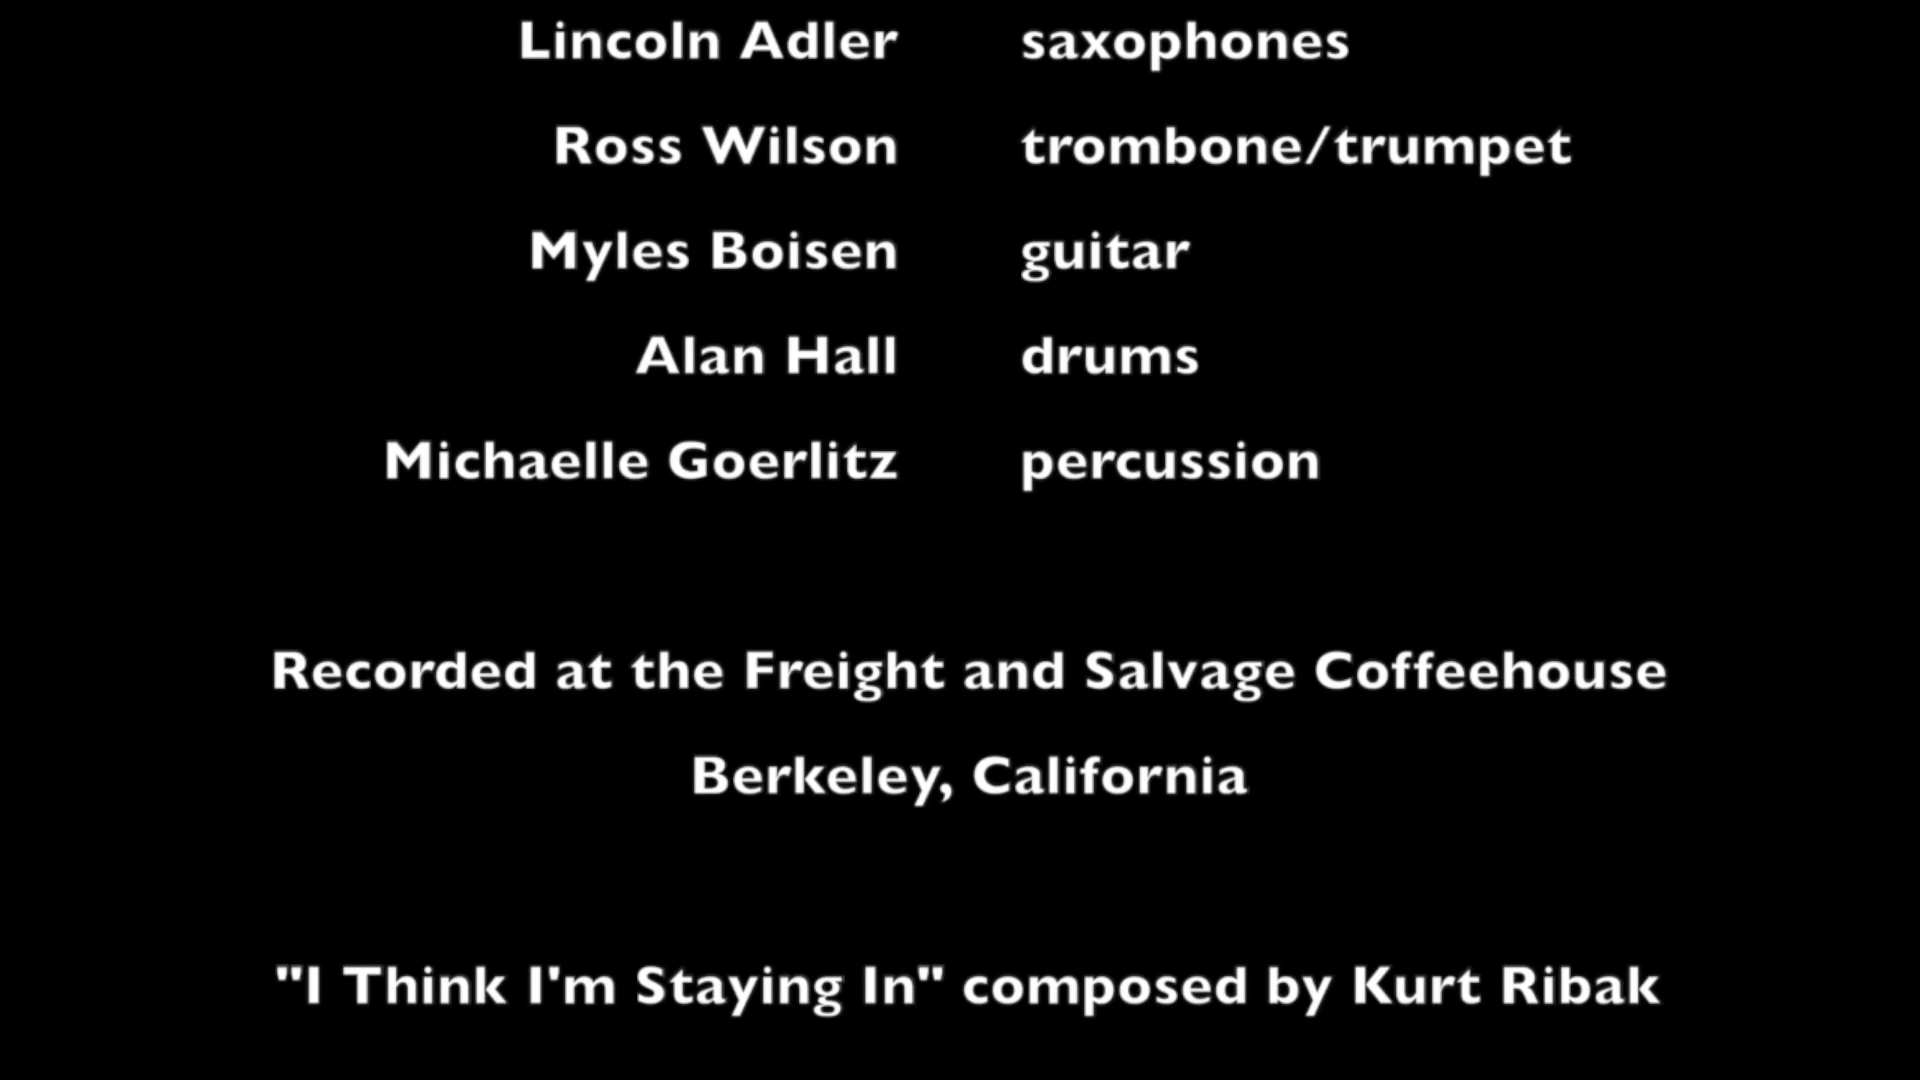 Lincoln Adler saxophones
Ross Wilson trombone/trumpet
Myles Boisen guitar
Alan Hall drums
Michaelle Goerlitz percussion
Recorded at the Freight and Salvage Coffeehouse
Berkeley, California
"I Think I'm Staying In" composed by Kurt Ribak